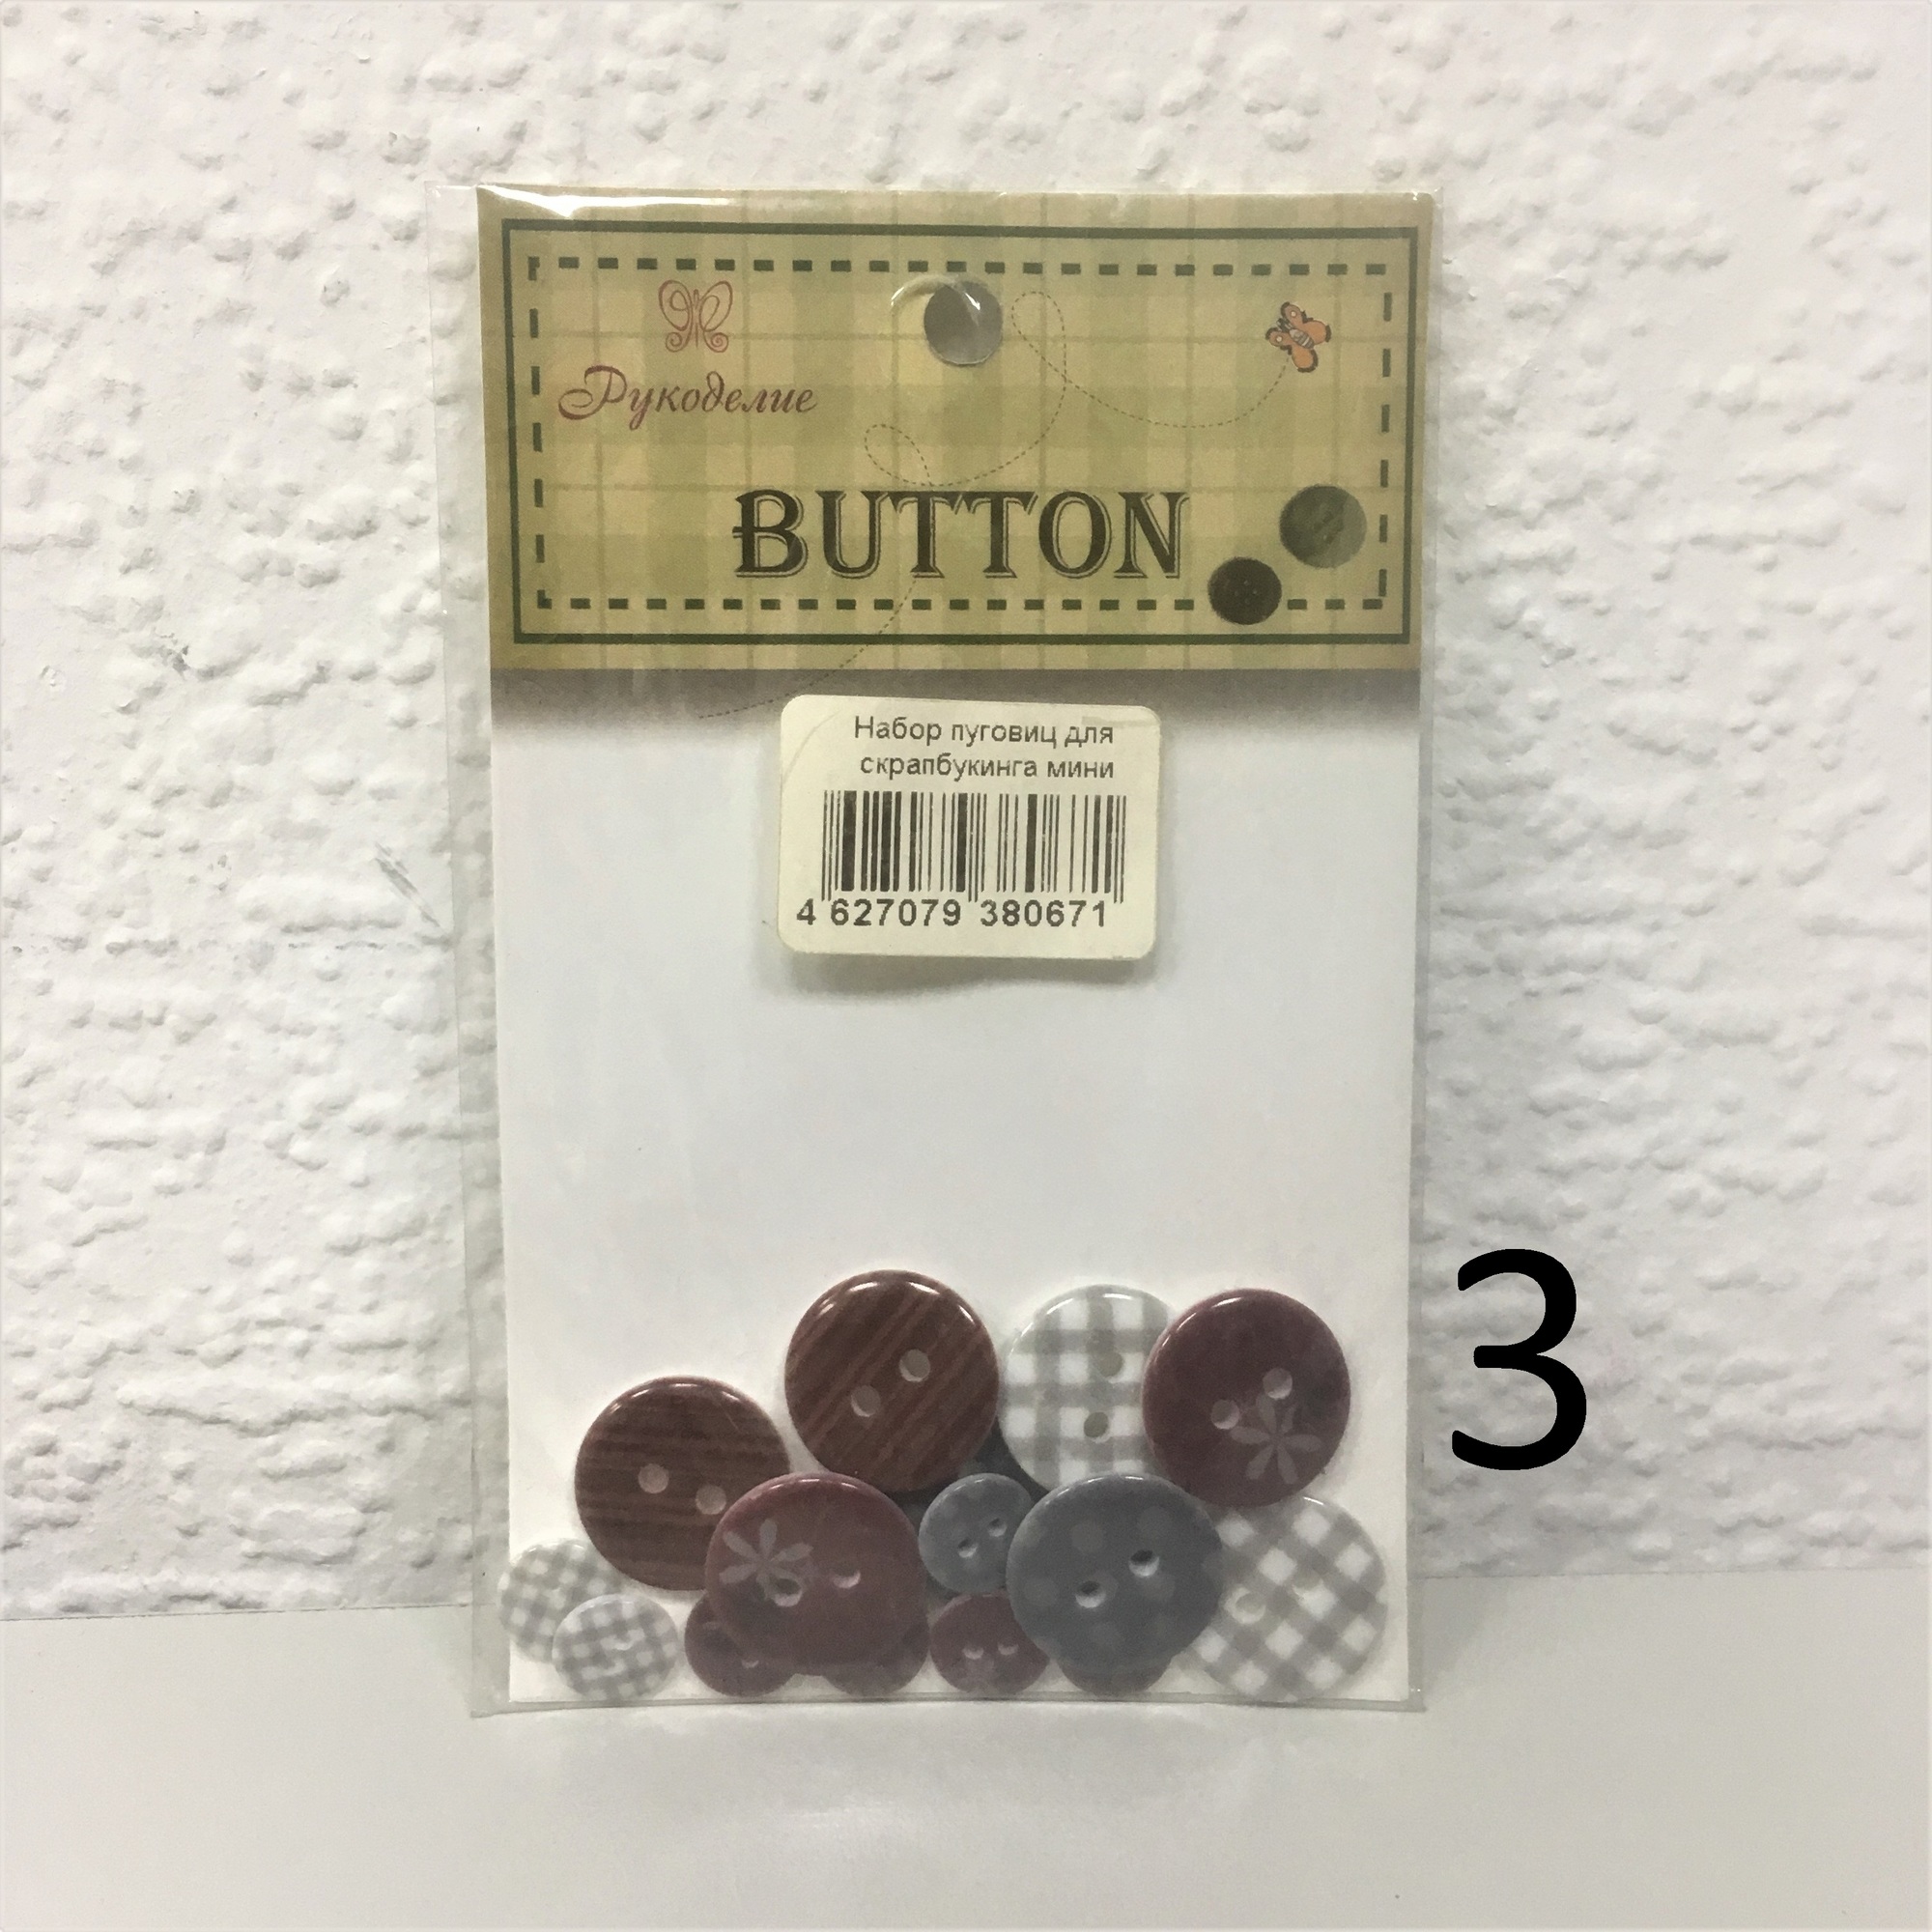 Рукоделие
BUTTON
Набор пуговиц для
скрапбукинга мини
4 627079 380671
3